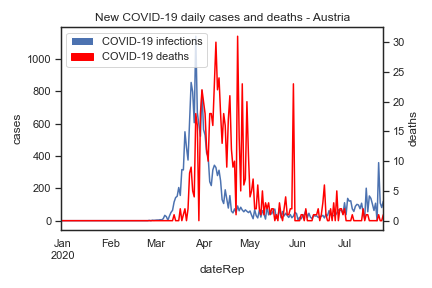 New COVID-19 daily cases and deaths - Austria
COVID-19 infections
COVID-19 deaths
1000
800
600
400
200
0
cases
30
25
20
15
10
5
0
deaths
Jan Feb Mar Apr May Jun Jul
2020
dateRep